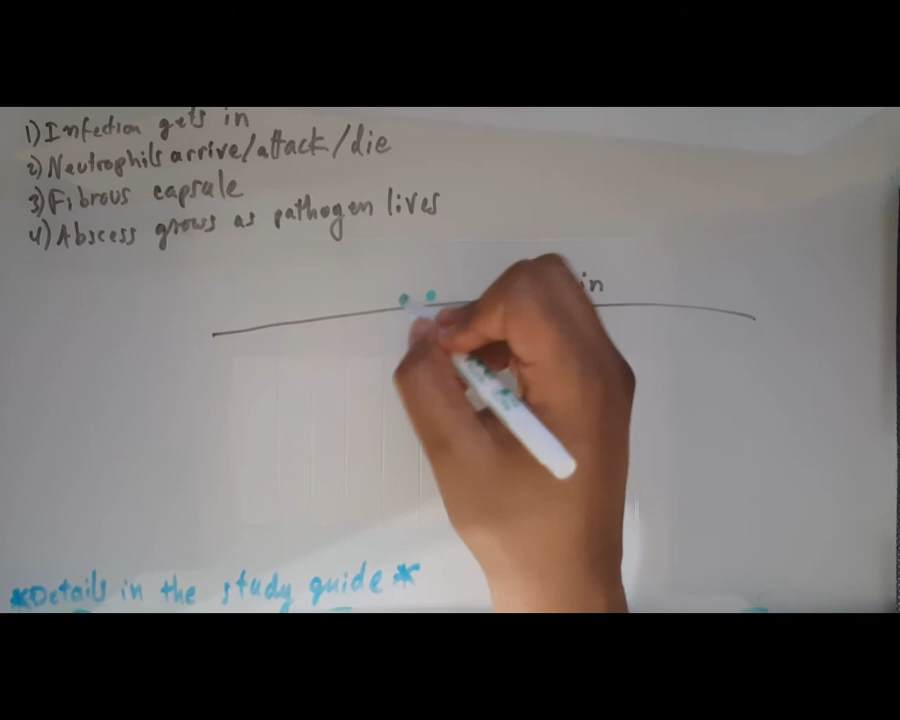 1) Infection gets in
2) Neutrophils arrive/attack/die
3) Fibrous capsule
4) Abscess grows as pathogen lives
in
*Details in the study guide*